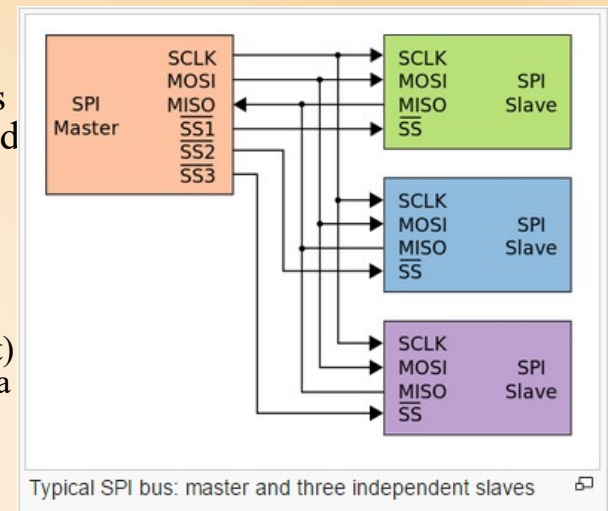 s
d
t)
a
SPI
Master
SCLK
MOSI
MISO
SS1
SS2
SS3
SCLK
MOSI
MISO
SS
SPI
Slave
SCLK
MOSI
MISO
SS
SPI
Slave
SCLK
MOSI
MISO
SS
SPI
Slave
Typical SPI bus: master and three independent slaves